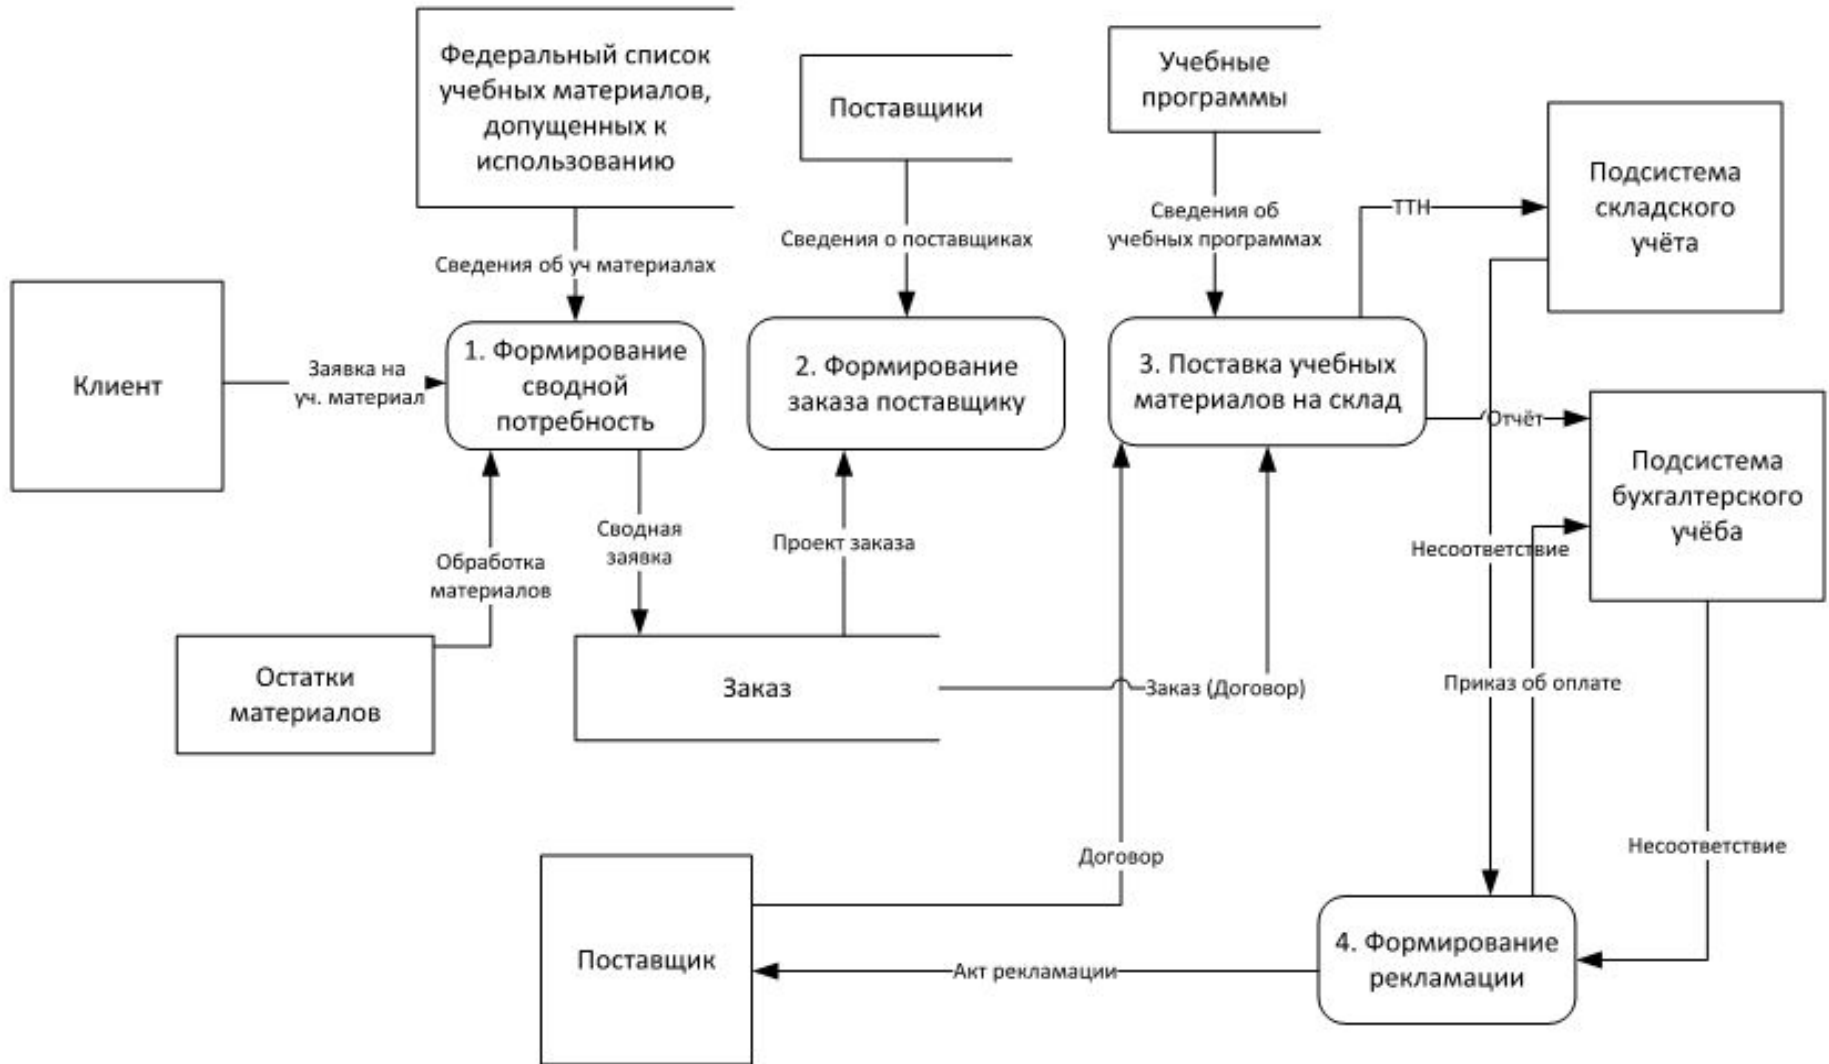 Федеральный список
учебных материалов,
допущенных к
использованию
Поставщики
Учебные
программы
Подсистема
складского
учёта
Сведения об уч материалах
Сведения о поставщиках
Сведения об
учебных программах
ТТН
Клиент
Заявка на
уч. материал
1. Формирование
сводной
потребность
2. Формирование
заказа поставщику
3. Поставка учебных
материалов на склад
Отчёт
Подсистема
бухгалтерского
учёба
Обработка
материалов
Сводная
заявка
Проект заказа
Несоответствие
Остатки
материалов
Заказ
Заказ (Договор)
Приказ об оплате
Договор
Несоответствие
Поставщик
Акт рекламации
4. Формирование
рекламации